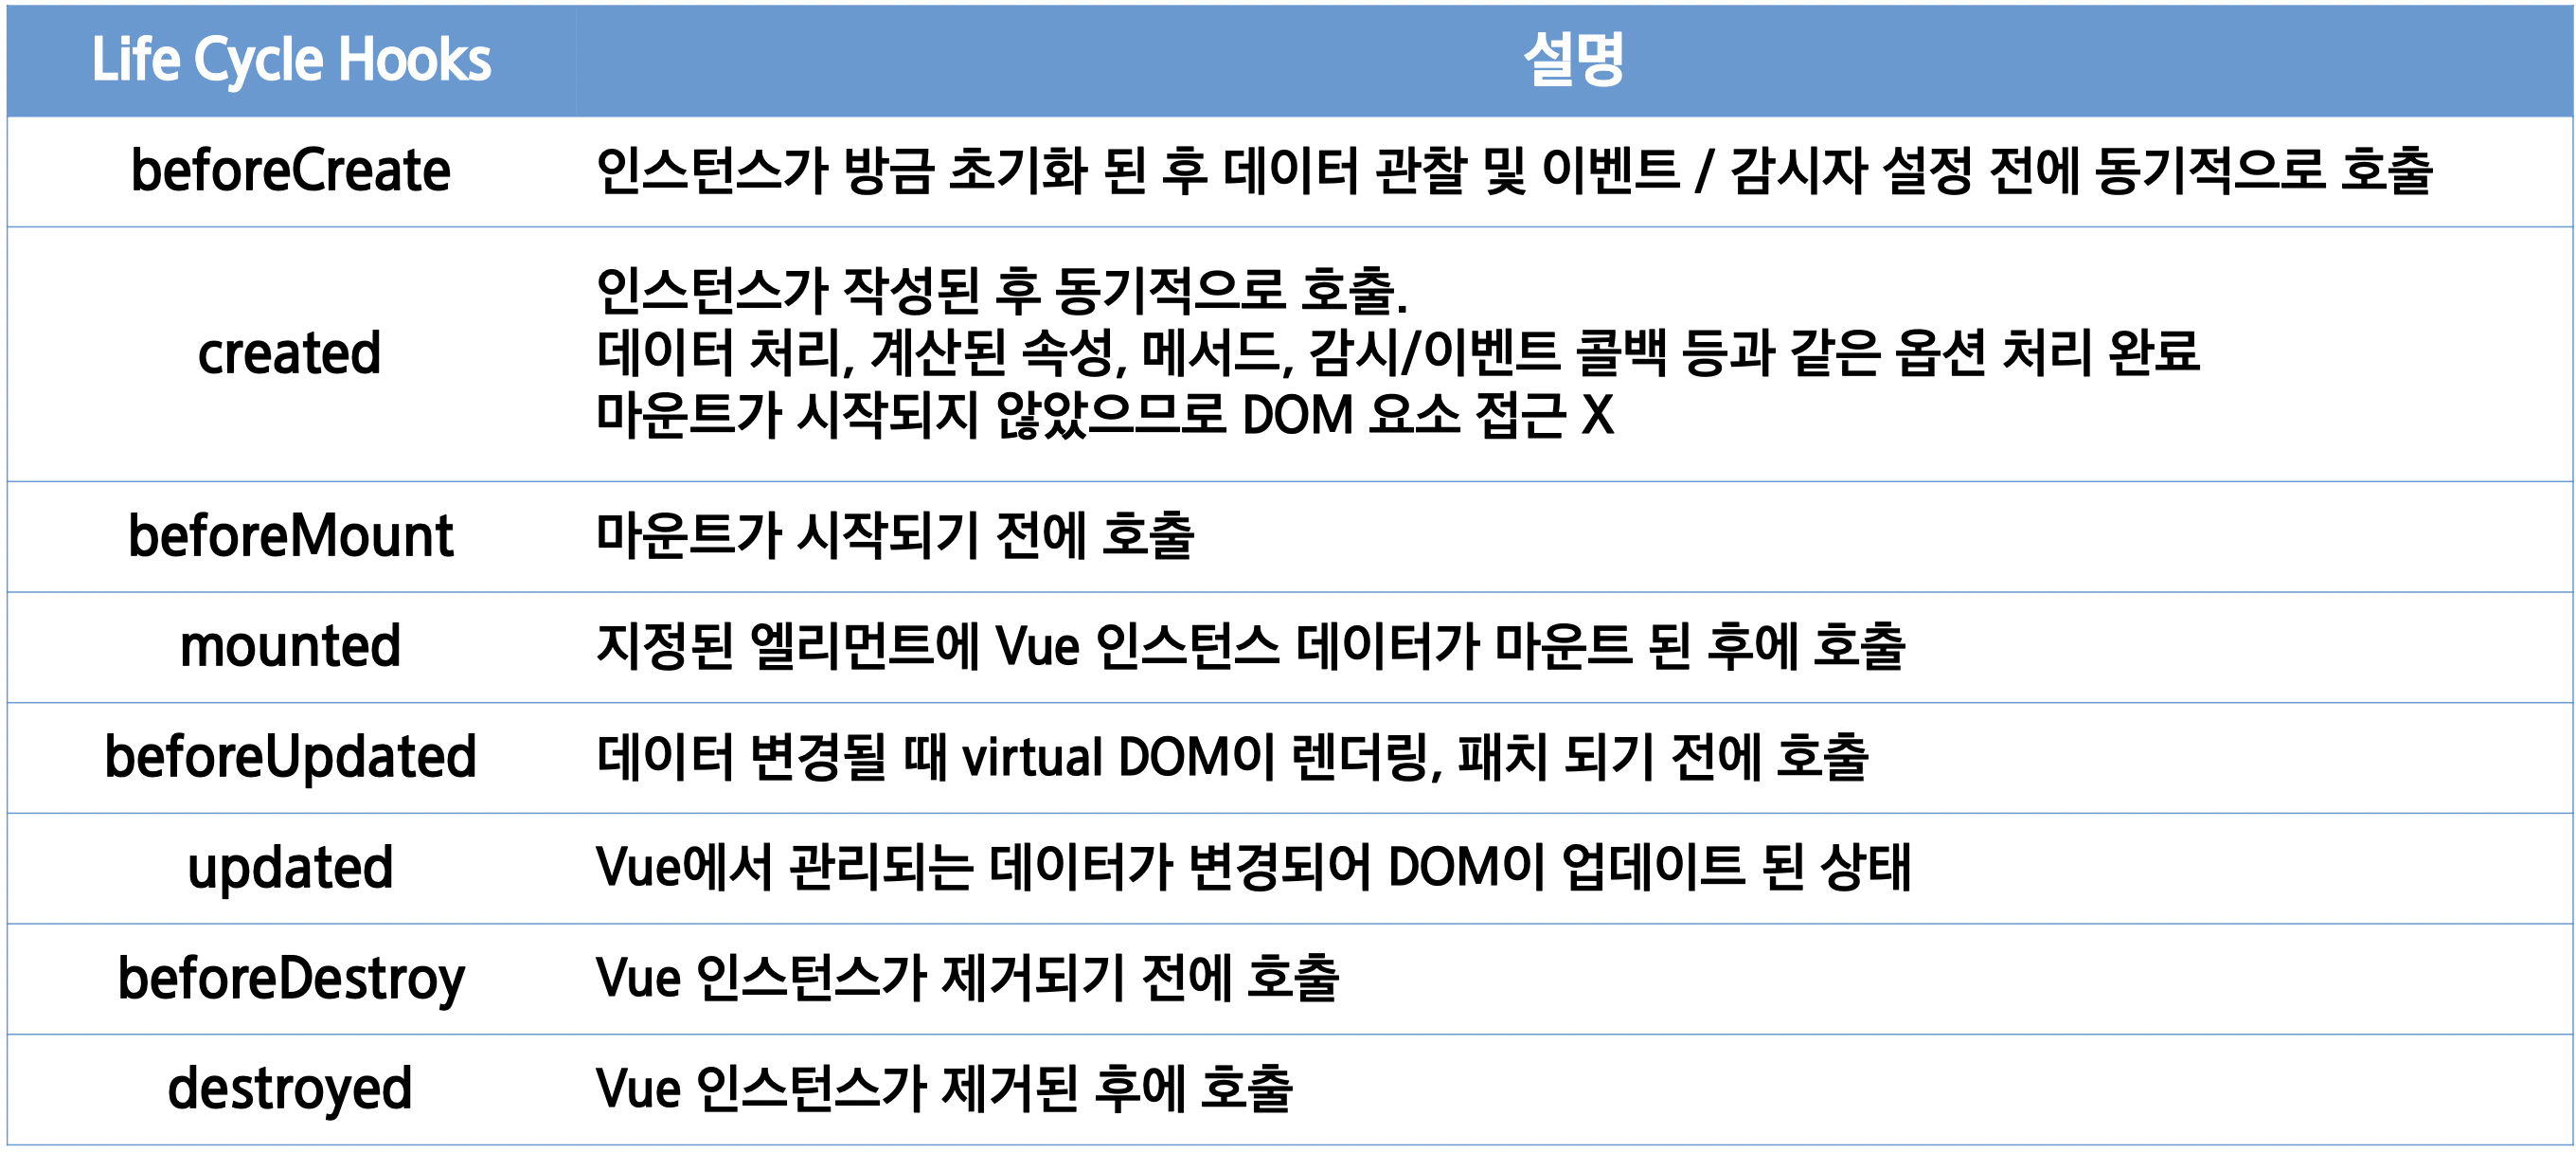 Life Cycle Hooks 설명
beforeCreate 인스턴스가 방금 초기화 된 후 데이터 관찰 및 이벤트 / 감시자 설정 전에 동기적으로 호출
created
인스턴스가 작성된 후 동기적으로 호출.
데이터 처리, 계산된 속성, 메서드, 감시/이벤트 콜백 등과 같은 옵션 처리 완료
마운트가 시작되지 않았으므로 DOM 요소 접근 X
beforeMount 마운트가 시작되기 전에 호출
mounted 지정된 엘리먼트에 Vue 인스턴스 데이터가 마운트 된 후에 호출
beforeUpdated 데이터 변경될 때 virtual DOM이 렌더링, 패치 되기 전에 호출
updated Vue에서 관리되는 데이터가 변경되어 DOM이 업데이트 된 상태
beforeDestroy Vue 인스턴스가 제거되기 전에 호출
destroyed Vue 인스턴스가 제거된 후에 호출